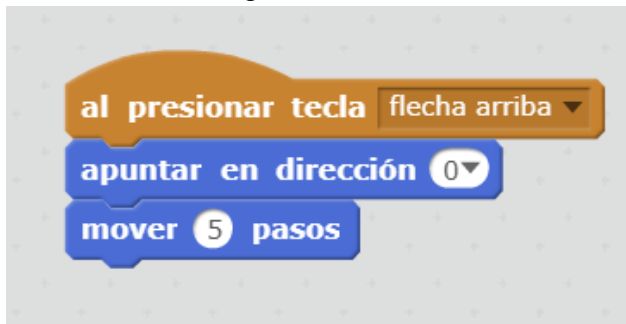 al presionar tecla flecha arriba
apuntar en dirección 0
mover 5 pasos